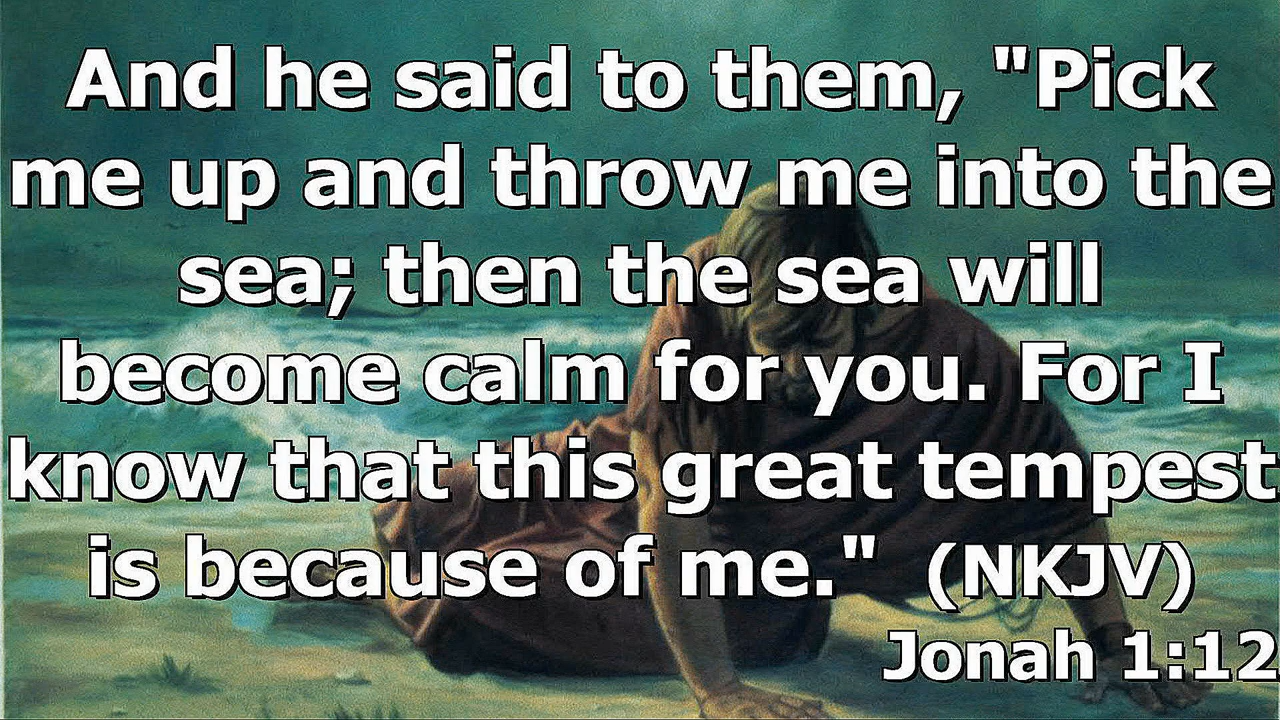 And he said to them, "Pick
me up and throw me into the
sea; then the sea will
become calm for you. For I
know that this great tempest
is because of me." (NKJV)
Jonah 1:12